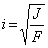 i = √(J/F)